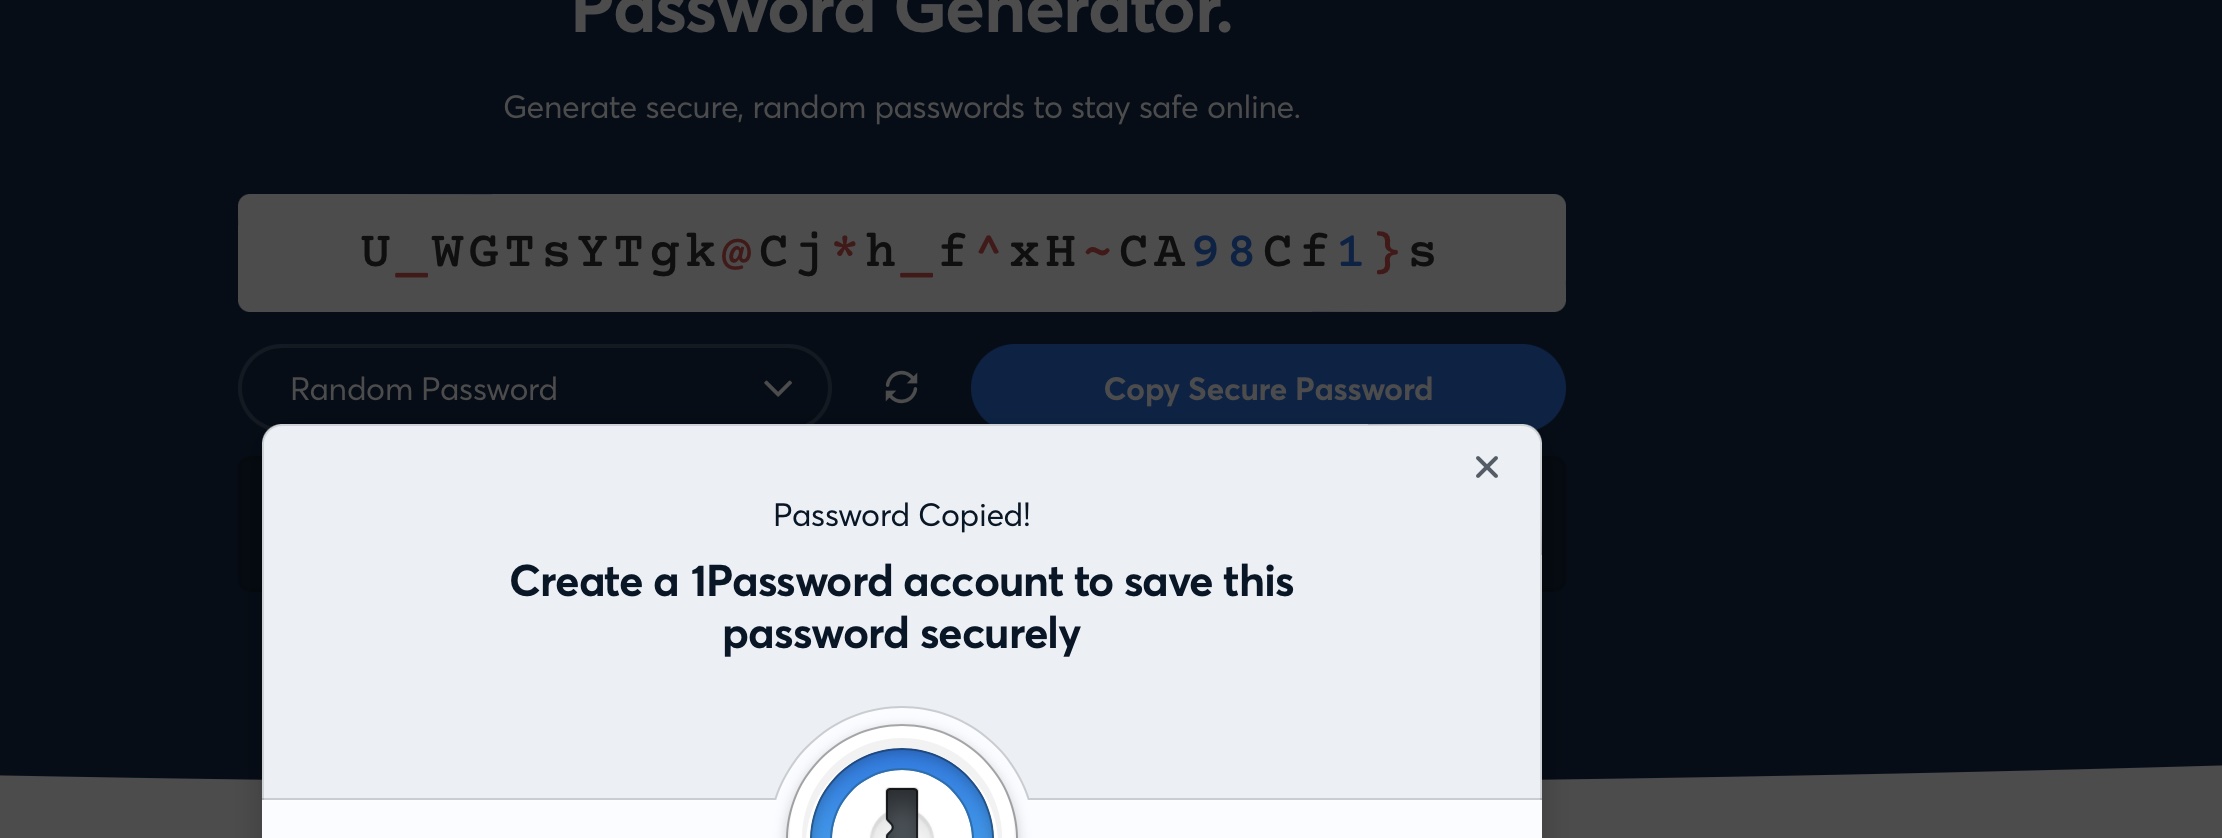 Password Generator.
Generate secure, random passwords to stay safe online.
U_WGTsYTgk@Cj*h_f^xH~CA98Cf1}s
Random Password
Copy Secure Password
Password Copied!
Create a 1Password account to save this
password securely